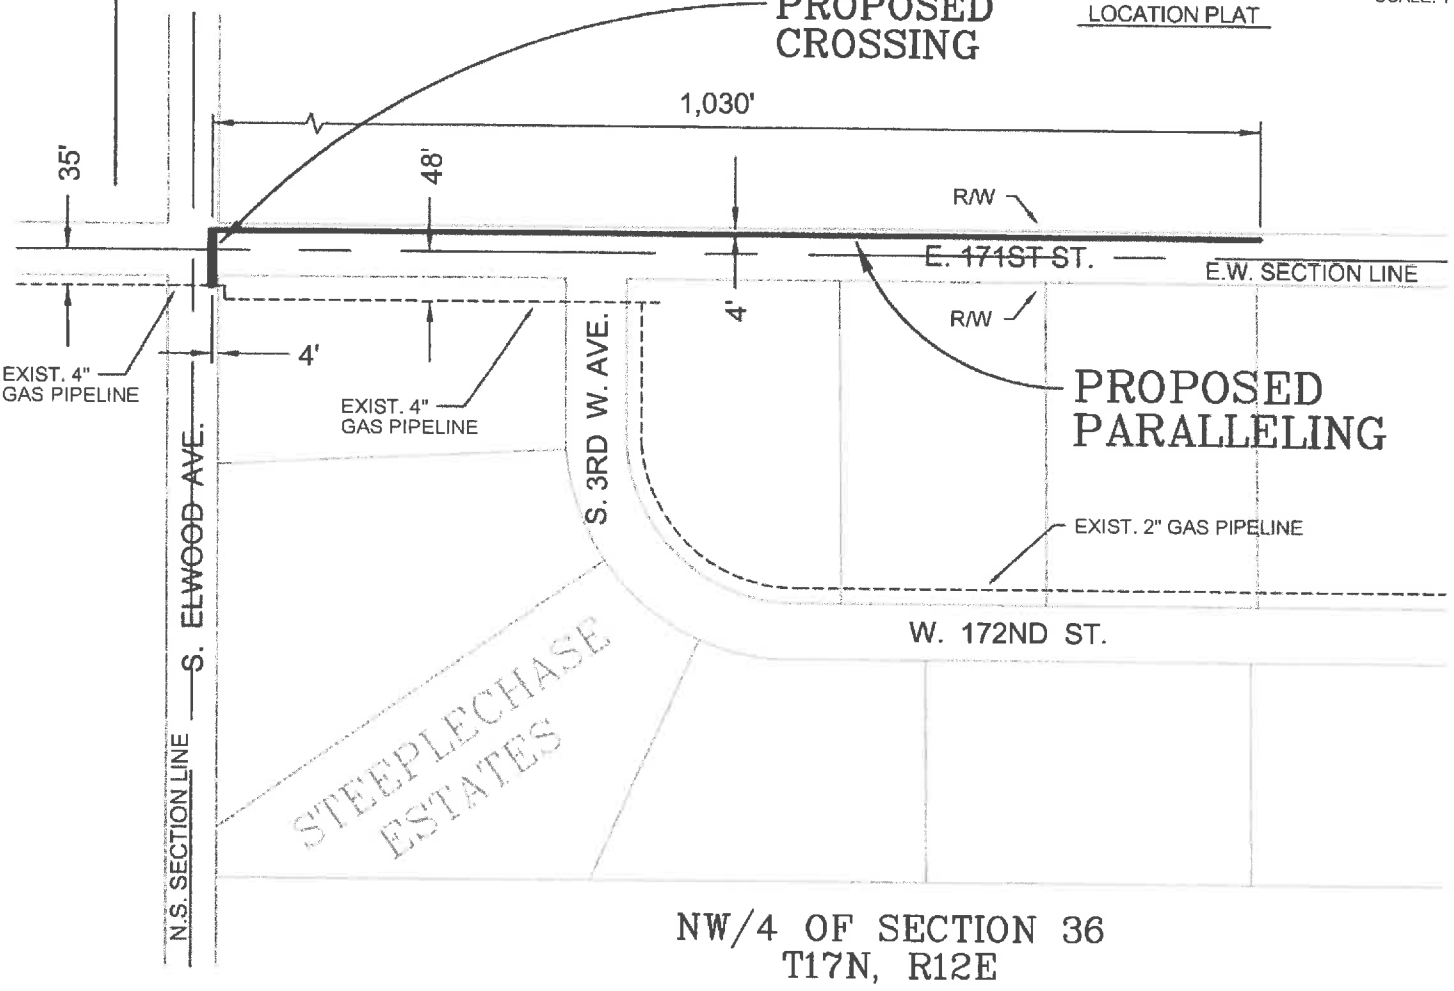 PROPOSED
CROSSING
LOCATION PLAT
1,030'
35'
48'
R/W
E. 171ST ST.
E.W. SECTION LINE
R/W
4'
4'
EXIST. 4"
GAS PIPELINE
EXIST. 4"
GAS PIPELINE
S. 3RD W. AVE.
PROPOSED
PARALLELING
S. ELWOOD AVE.
EXIST. 2" GAS PIPELINE
W. 172ND ST.
STEEPLECHASE
ESTATES
N.S. SECTION LINE
NW/4 OF SECTION 36
T17N, R12E